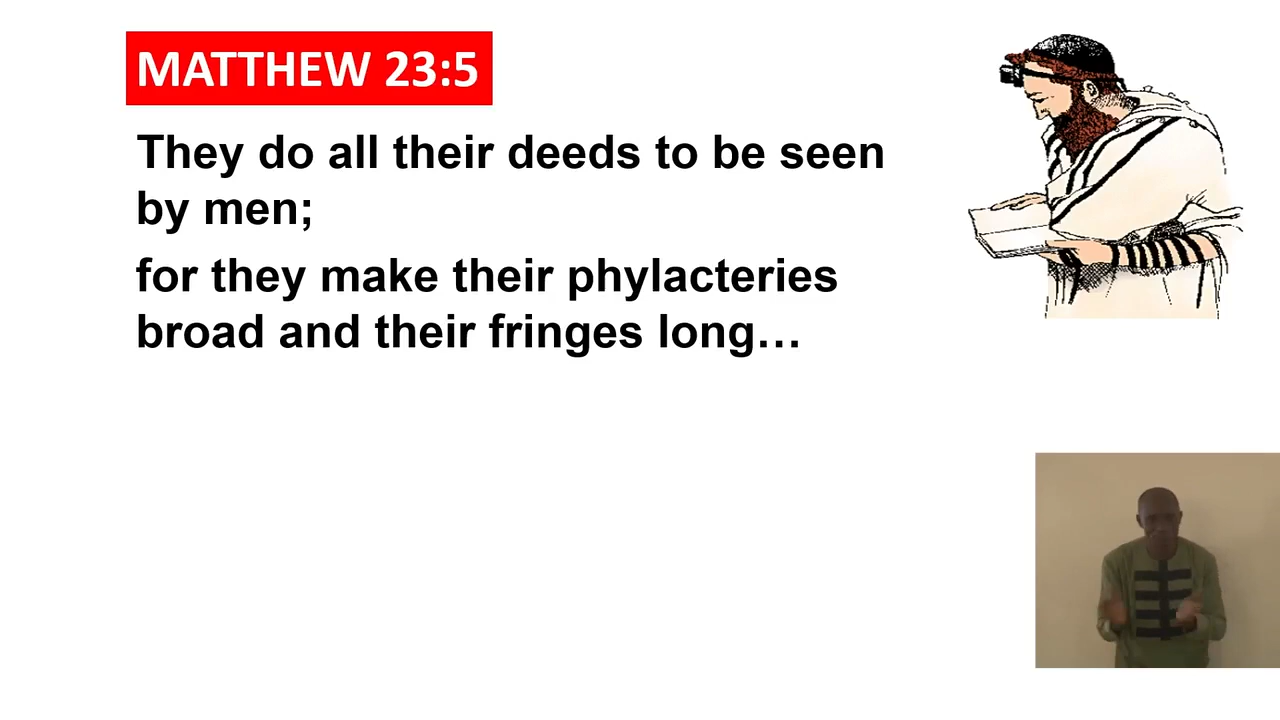 MATTHEW 23:5
They do all their deeds to be seen
by men;
for they make their phylacteries
broad and their fringes long…